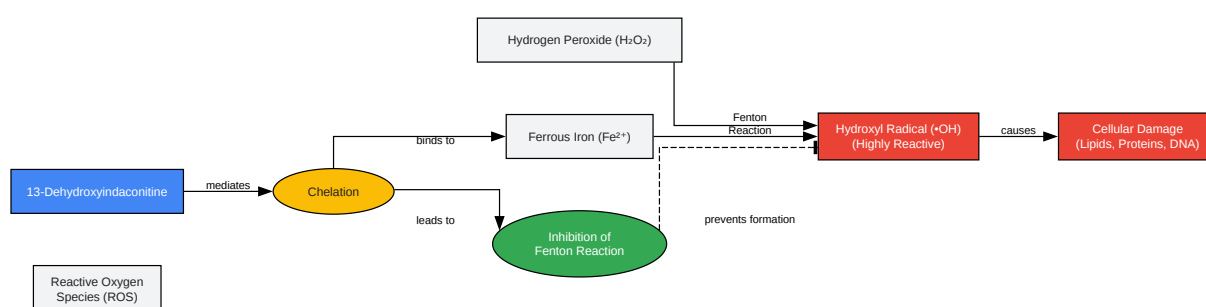 Hydrogen Peroxide (H₂O₂)
Fenton
Reaction
Ferrous Iron (Fe²⁺)
binds to
Hydroxyl Radical (•OH)
(Highly Reactive)
causes
Cellular Damage
(Lipids, Proteins, DNA)
13-Dehydroxyindaconitine
mediates
Chelation
leads to
prevents formation
Inhibition of
Fenton Reaction
Reactive Oxygen
Species (ROS)